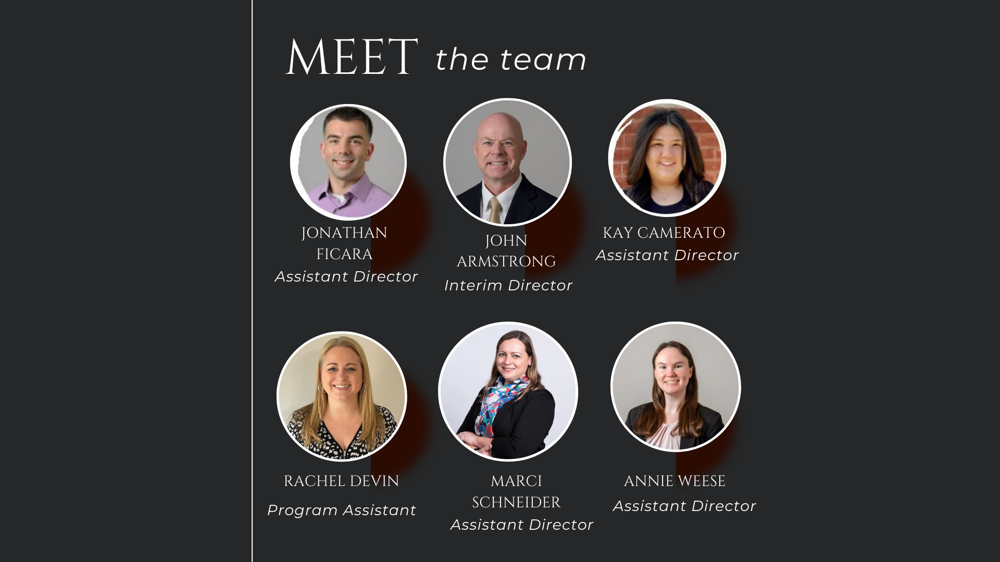 MEET the team
JONATHAN
FICARA
Assistant Director
JOHN
ARMSTRONG
Interim Director
KAY CAMERATO
Assistant Director
RACHEL DEVIN
Program Assistant
MARCI
SCHNEIDER
Assistant Director
ANNIE WEESE
Assistant Director